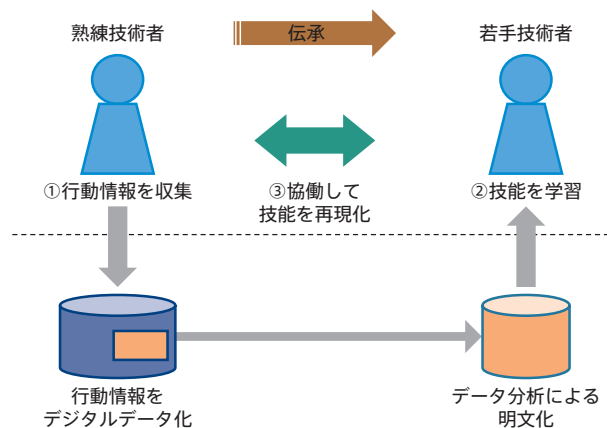 熟練技術者
伝承
若手技術者
①行動情報を収集
③協働して
技能を再現化
②技能を学習
行動情報を
デジタルデータ化
データ分析による
明文化